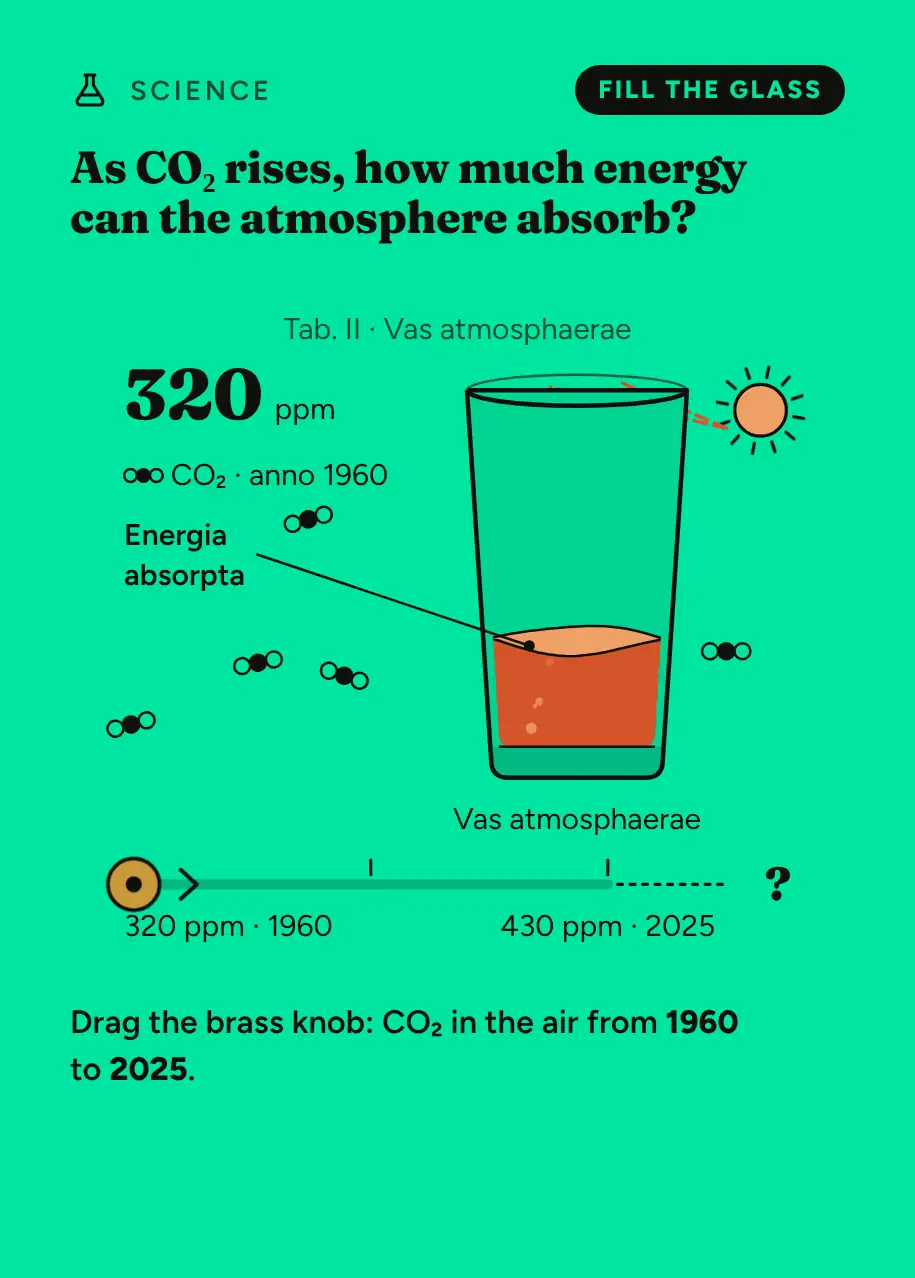 SCIENCE
FILL THE GLASS
As CO₂ rises, how much energy
can the atmosphere absorb?
Tab. II · Vas atmosphaerae
320 ppm
CO₂ · anno 1960
Energia
absorpta
Vas atmosphaerae
?
320 ppm · 1960
430 ppm · 2025
Drag the brass knob: CO₂ in the air from 1960
to 2025.